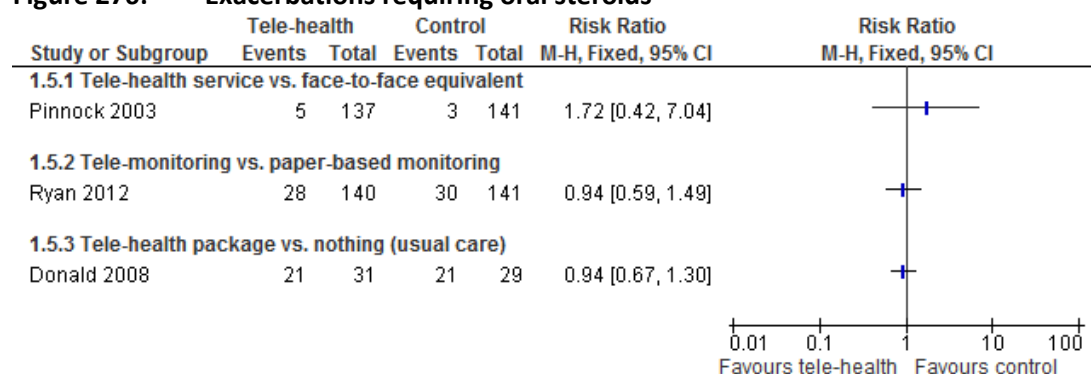 Figure 270: Exacerbations requiring oral steroids
Tele-health Control Risk Ratio Risk Ratio
Study or Subgroup Events Total Events Total M-H, Fixed, 95% CI M-H, Fixed, 95% CI
1.5.1 Tele-health service vs. face-to-face equivalent
Pinnock 2003 5 137 3 141 1.72 [0.42, 7.04]
1.5.2 Tele-monitoring vs. paper-based monitoring
Ryan 2012 28 140 30 141 0.94 [0.59, 1.49]
1.5.3 Tele-health package vs. nothing (usual care)
Donald 2008 21 31 21 29 0.94 [0.67, 1.30]
0.01 0.1 1 10 100
Favours tele-health Favours control